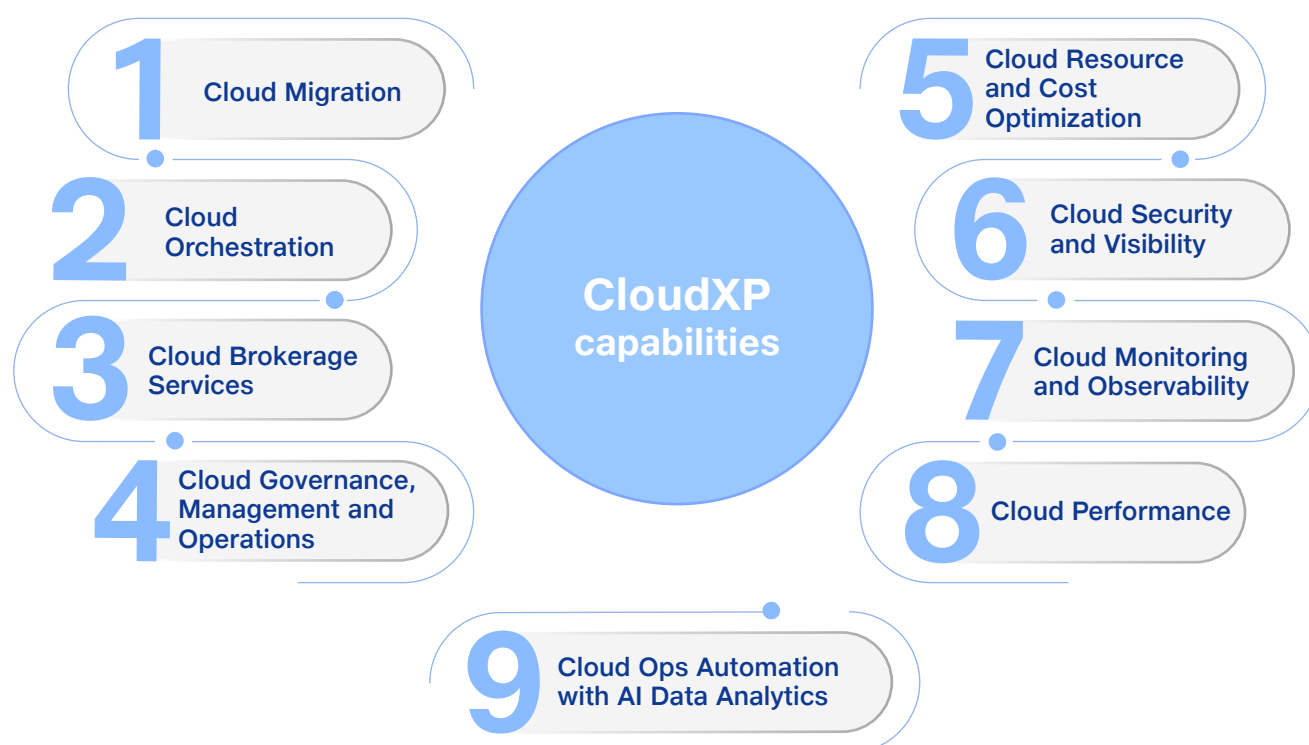 1
Cloud Migration
2
Cloud
Orchestration
3
Cloud Brokerage
Services
4
Cloud Governance,
Management and
Operations
CloudXP
capabilities
5
Cloud Resource
and Cost
Optimization
6
Cloud Security
and Visibility
7
Cloud Monitoring
and Observability
8
Cloud Performance
9
Cloud Ops Automation
with AI Data Analytics